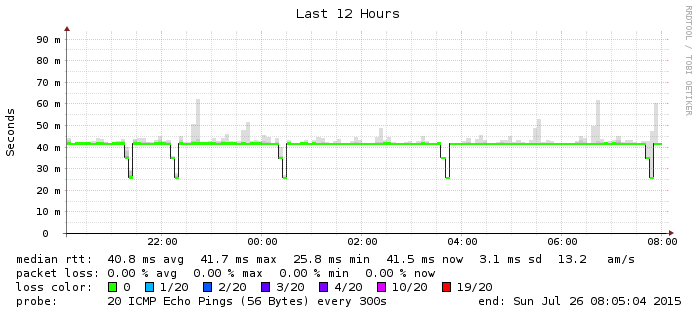 Last 12 Hours
RRDTOOL / TOBI OETIKER
Seconds
90 m
80 m
70 m
60 m
50 m
40 m
30 m
20 m
10 m
0
22:00 00:00 02:00 04:00 06:00 08:00
median rtt: 40.8 ms avg 41.7 ms max 25.8 ms min 41.5 ms now 3.1 ms sd 13.2 am/s
packet loss: 0.00 % avg 0.00 % max 0.00 % min 0.00 % now
loss color: 0 1/20 2/20 3/20 4/20 10/20 19/20
probe: 20 ICMP Echo Pings (56 Bytes) every 300s end: Sun Jul 26 08:05:04 2015